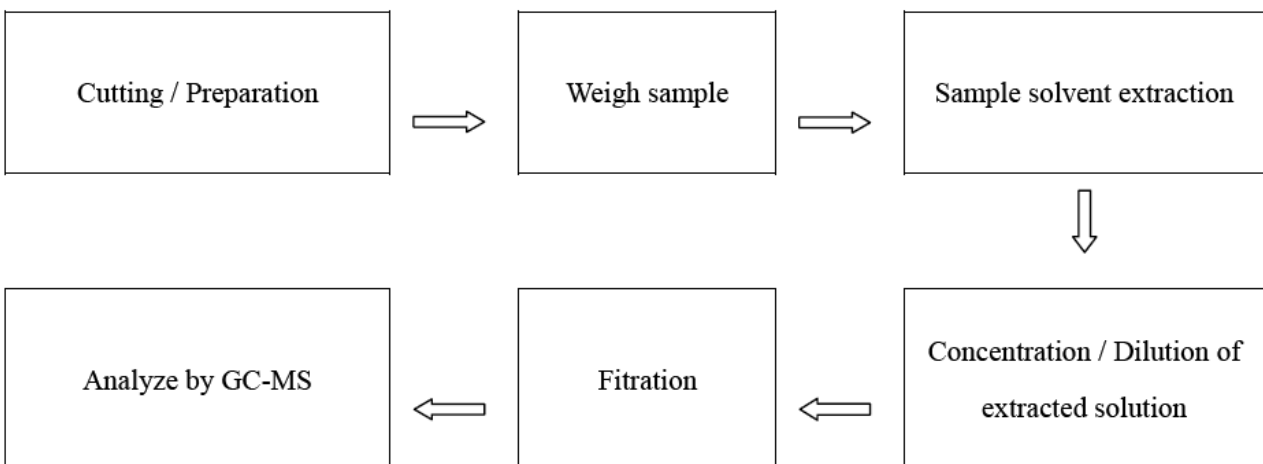 Cutting / Preparation
Weigh sample
Sample solvent extraction
Concentration / Dilution of
extracted solution
Fitration
Analyze by GC-MS